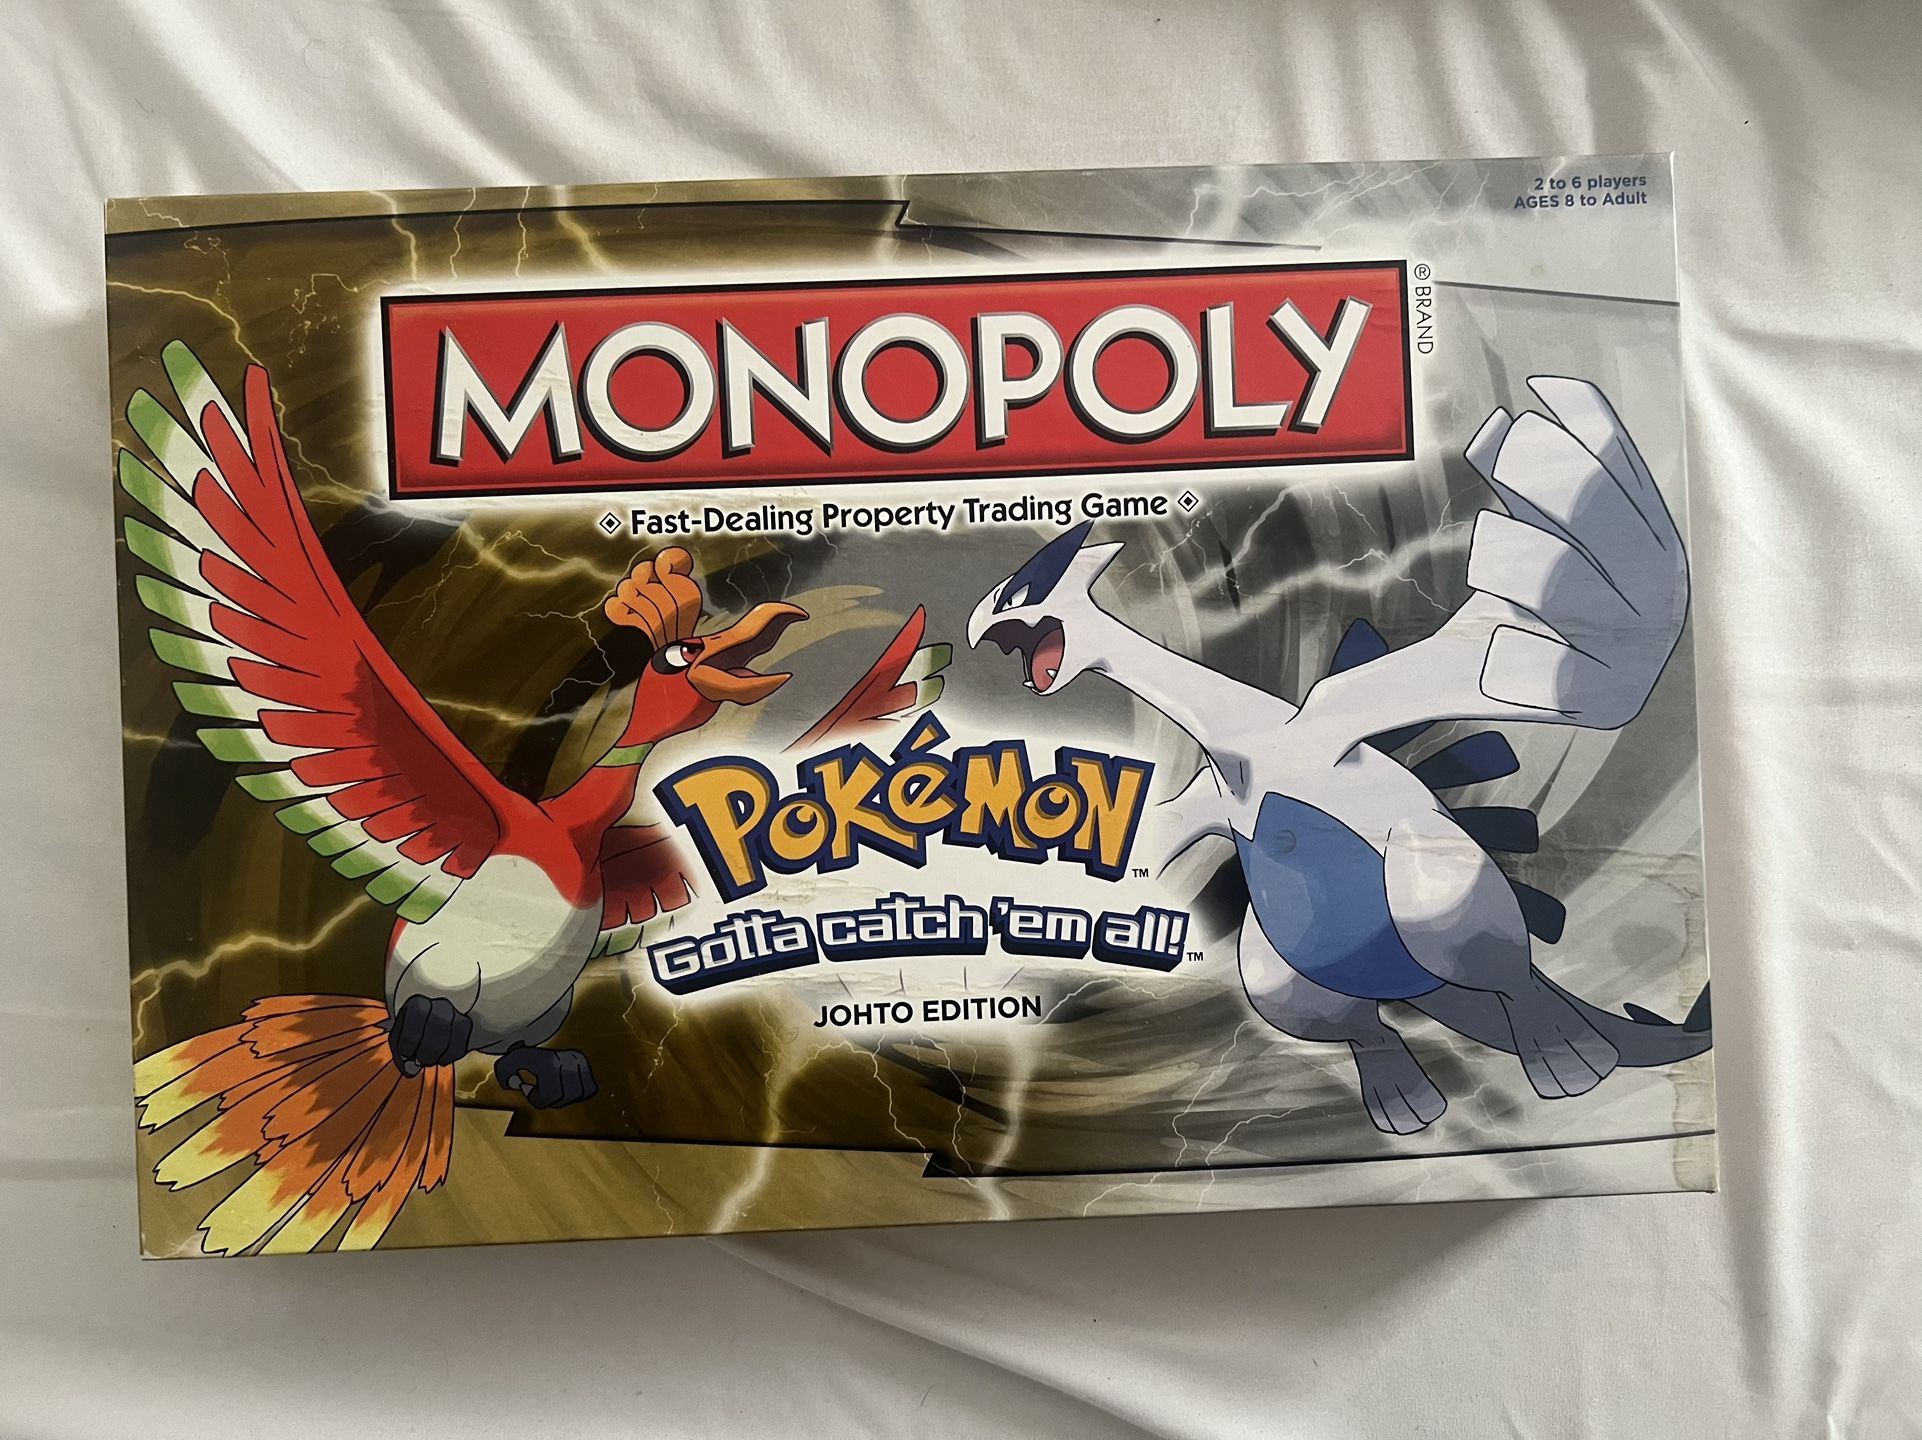 2 to 6 players
AGES 8 to Adult
MONOPOLY
® BRAND
Fast-Dealing Property Trading Game
POKéMON
™
Gotta catch 'em all!
™
JOHTO EDITION